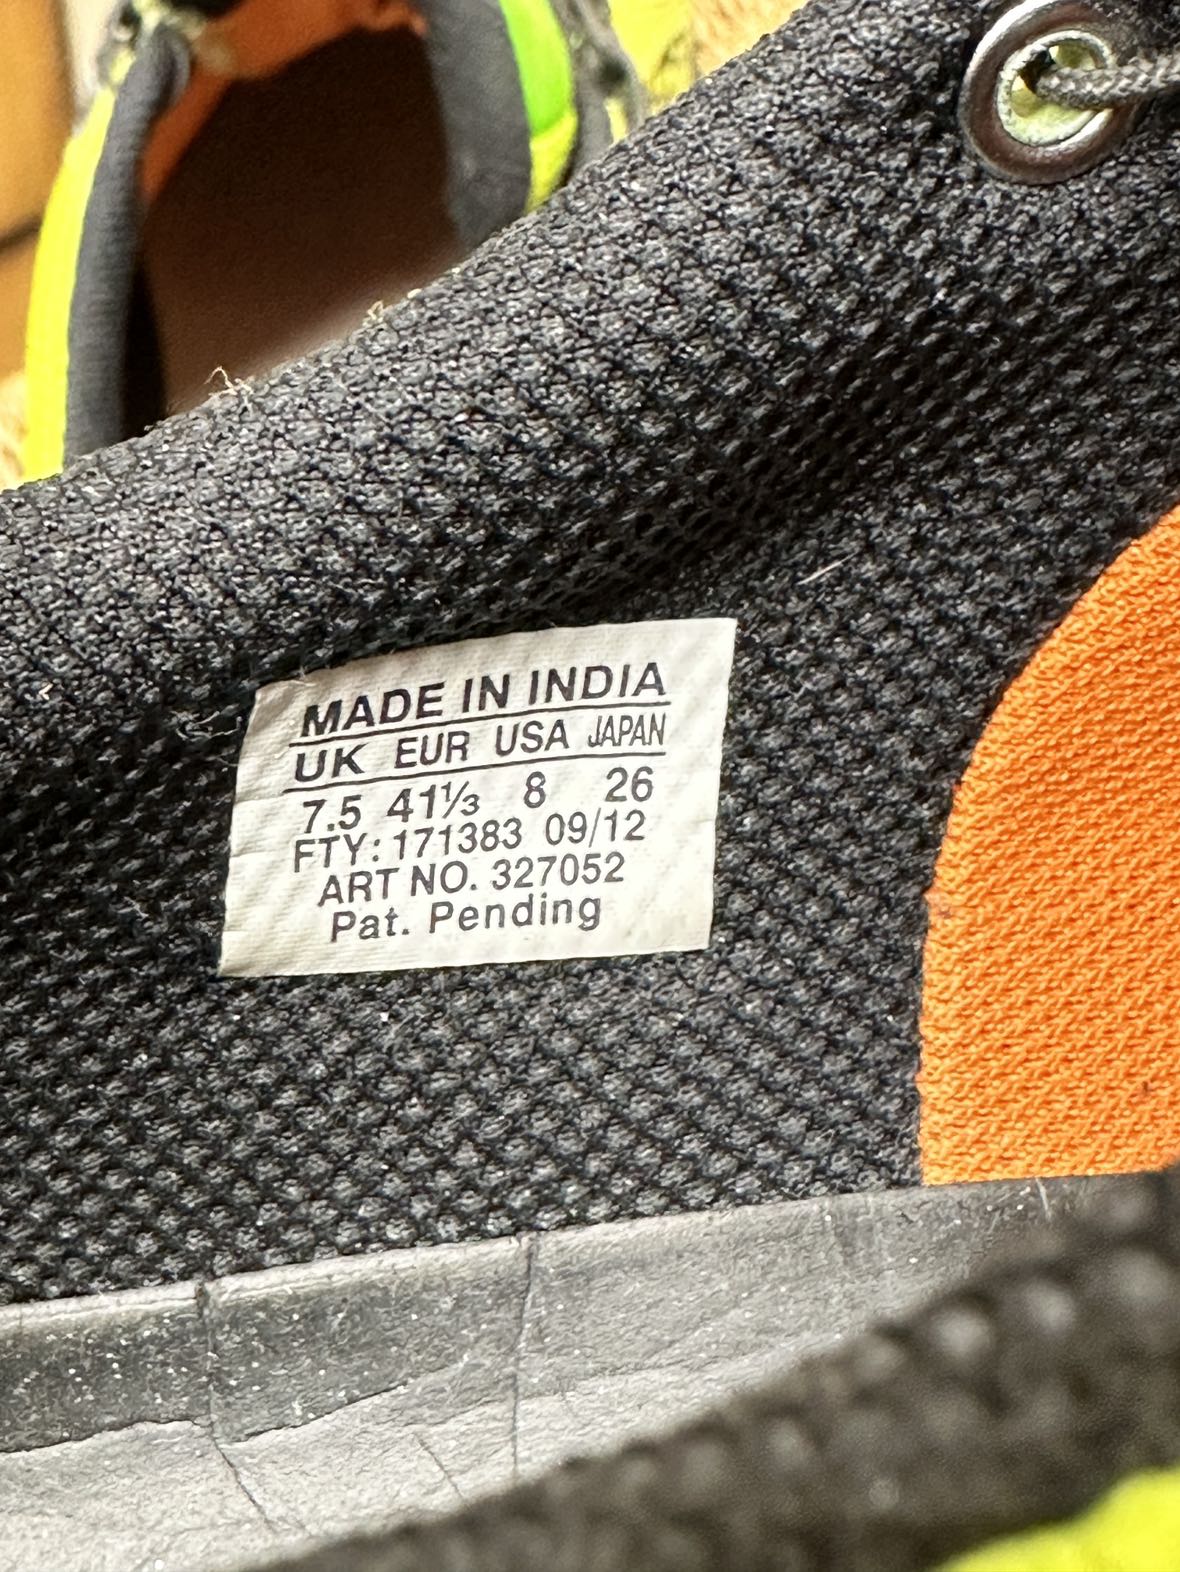 MADE IN INDIA
UK EUR USA JAPAN
7.5 41⅓ 8 26
FTY: 171383 09/12
ART NO. 327052
Pat. Pending